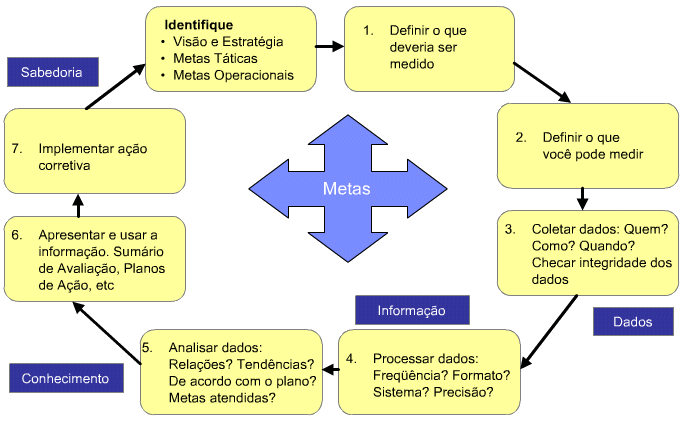 Identifique
• Visão e Estratégia
• Metas Táticas
• Metas Operacionais
1. Definir o que
deveria ser
medido
2. Definir o que
você pode medir
3. Coletar dados: Quem?
Como? Quando?
Checar integridade dos
dados
Dados
4. Processar dados:
Freqüência? Formato?
Sistema? Precisão?
Informação
5. Analisar dados:
Relações? Tendências?
De acordo com o plano?
Metas atendidas?
Conhecimento
6. Apresentar e usar a
informação. Sumário
de Avaliação, Planos
de Ação, etc
7. Implementar ação
corretiva
Sabedoria
Metas